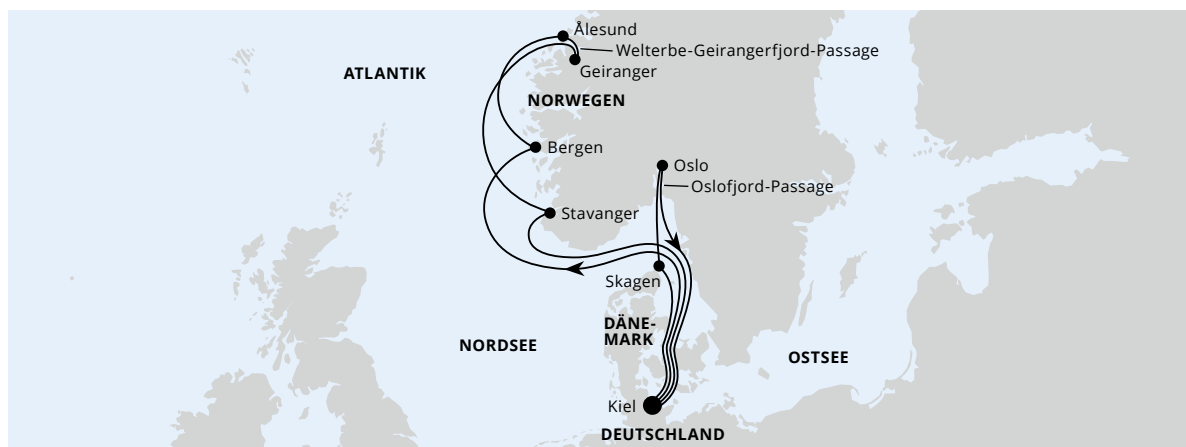 Ålesund
Welterbe-Geirangerfjord-Passage
Geiranger
ATLANTIK
NORWEGEN
Bergen
Oslo
Oslofjord-Passage
Stavanger
Skagen
DÄNE-
MARK
NORDSEE
OSTSEE
Kiel
DEUTSCHLAND